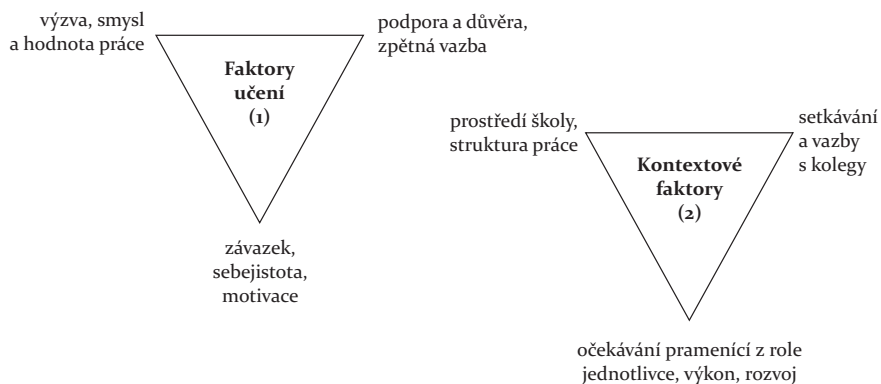 výzva, smysl
a hodnota práce
podpora a důvěra,
zpětná vazba
Faktory
učení
(1)
závazek,
sebejistota,
motivace
prostředí školy,
struktura práce
setkávání
a vazby
s kolegy
Kontextové
faktory
(2)
očekávání pramenící z role
jednotlivce, výkon, rozvoj